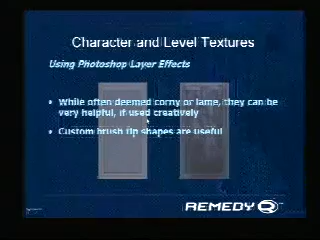 Character and Level Textures
Using Photoshop Layer Effects
• While often deemed corny or lame, they can be
very helpful, if used creatively
• Custom brush tip shapes are useful
REMEDY